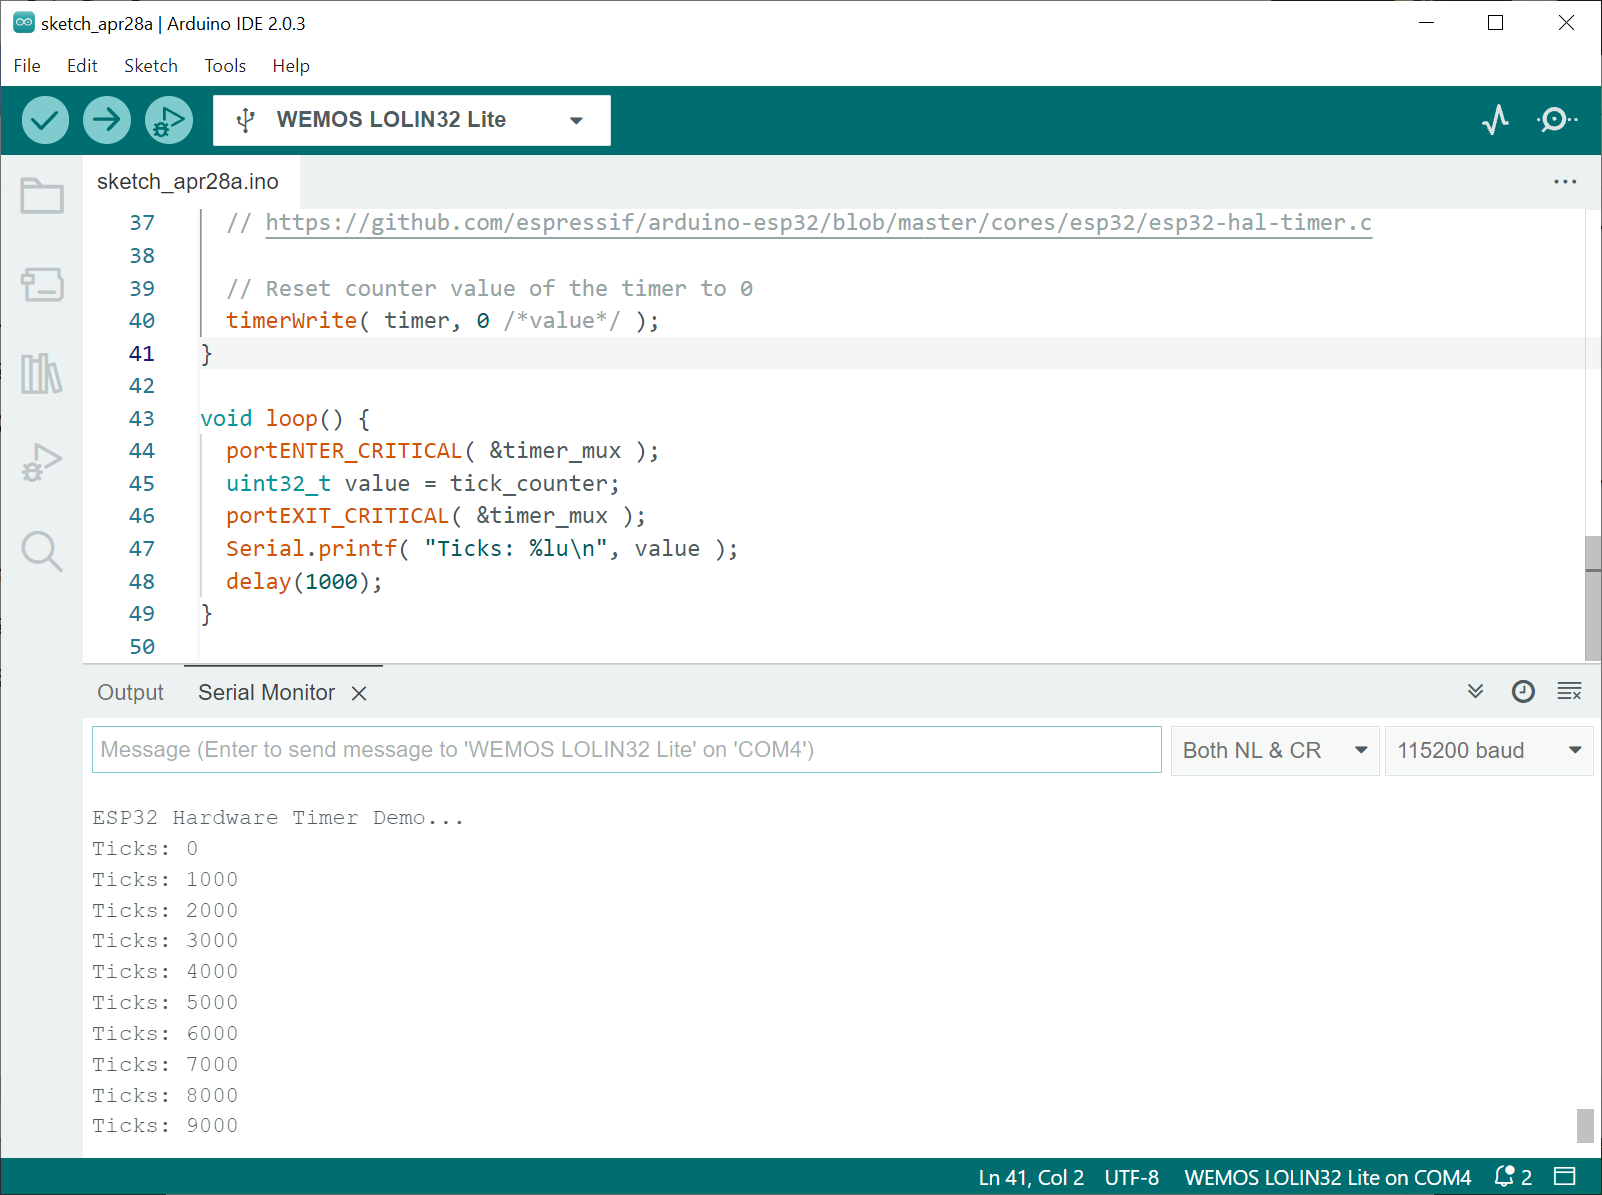 sketch_apr28a | Arduino IDE 2.0.3
File Edit Sketch Tools Help
WEMOS LOLIN32 Lite
sketch_apr28a.ino
37 // https://github.com/espressif/arduino-esp32/blob/master/cores/esp32/esp32-hal-timer.c
38
39 // Reset counter value of the timer to 0
40 timerWrite( timer, 0 /*value*/ );
41 }
42
43 void loop() {
44 portENTER_CRITICAL( &timer_mux );
45 uint32_t value = tick_counter;
46 portEXIT_CRITICAL( &timer_mux );
47 Serial.printf( "Ticks: %lu\n", value );
48 delay(1000);
49 }
50
Output Serial Monitor
Message (Enter to send message to 'WEMOS LOLIN32 Lite' on 'COM4') Both NL & CR 115200 baud
ESP32 Hardware Timer Demo...
Ticks: 0
Ticks: 1000
Ticks: 2000
Ticks: 3000
Ticks: 4000
Ticks: 5000
Ticks: 6000
Ticks: 7000
Ticks: 8000
Ticks: 9000
Ln 41, Col 2 UTF-8 WEMOS LOLIN32 Lite on COM4 2